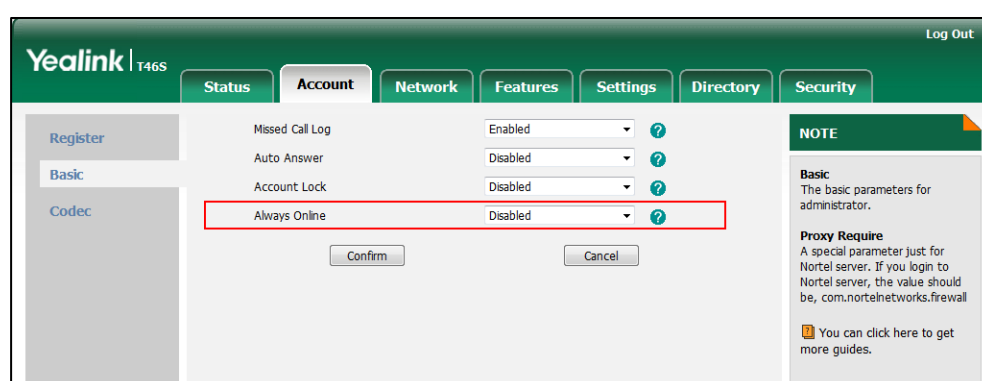 Log Out
Yealink T46S
Status Account Network Features Settings Directory Security
Register
Basic
Codec
Missed Call Log Enabled
Auto Answer Disabled
Account Lock Disabled
Always Online Disabled
Confirm Cancel
NOTE
Basic
The basic parameters for
administrator.
Proxy Require
A special parameter just for
Nortel server. If you login to
Nortel server, the value should
be, com.nortelnetworks.firewall
You can click here to get
more guides.